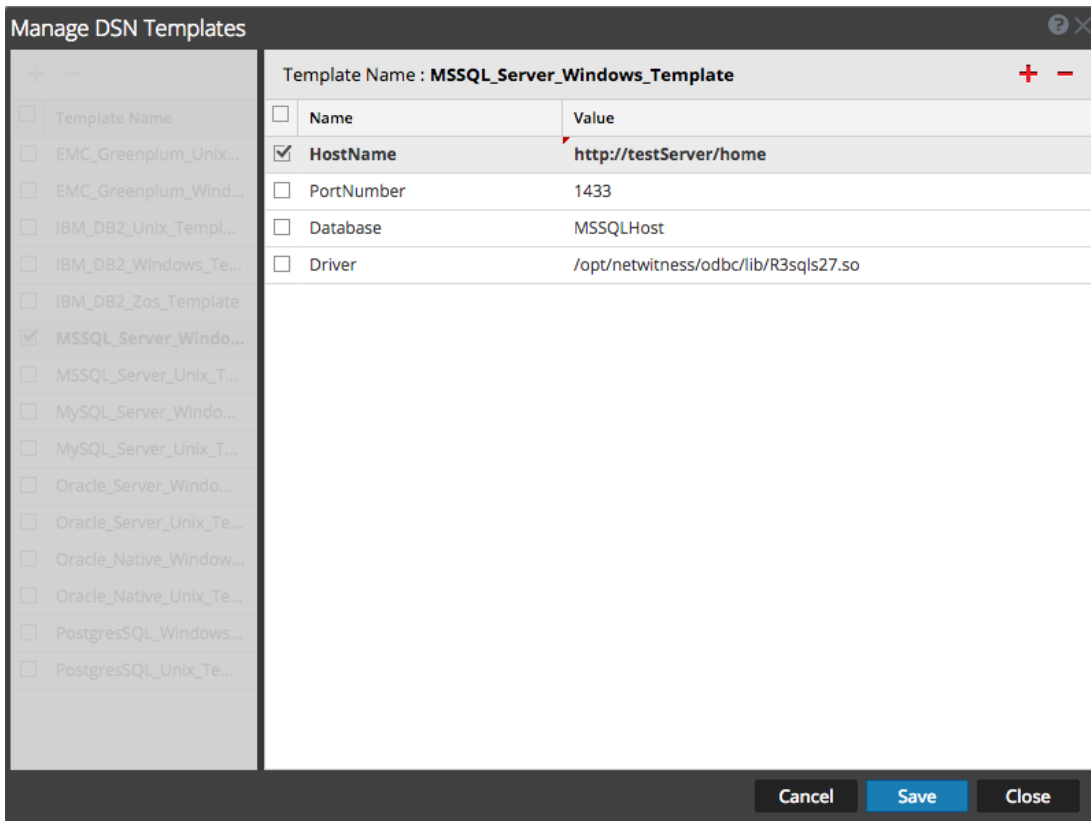 Manage DSN Templates
Template Name
EMC_Greenplum_Unix...
EMC_Greenplum_Wind...
IBM_DB2_Unix_Templ...
IBM_DB2_Windows_Te...
IBM_DB2_Zos_Template
MSSQL_Server_Windo...
MSSQL_Server_Unix_T...
MySQL_Server_Windo...
MySQL_Server_Unix_T...
Oracle_Server_Windo...
Oracle_Server_Unix_Te...
Oracle_Native_Window...
Oracle_Native_Unix_Te...
PostgresSQL_Windows...
PostgresSQL_Unix_Te...
Template Name : MSSQL_Server_Windows_Template
Name Value
HostName http://testServer/home
PortNumber 1433
Database MSSQLHost
Driver /opt/netwitness/odbc/lib/R3sqls27.so
Cancel Save Close